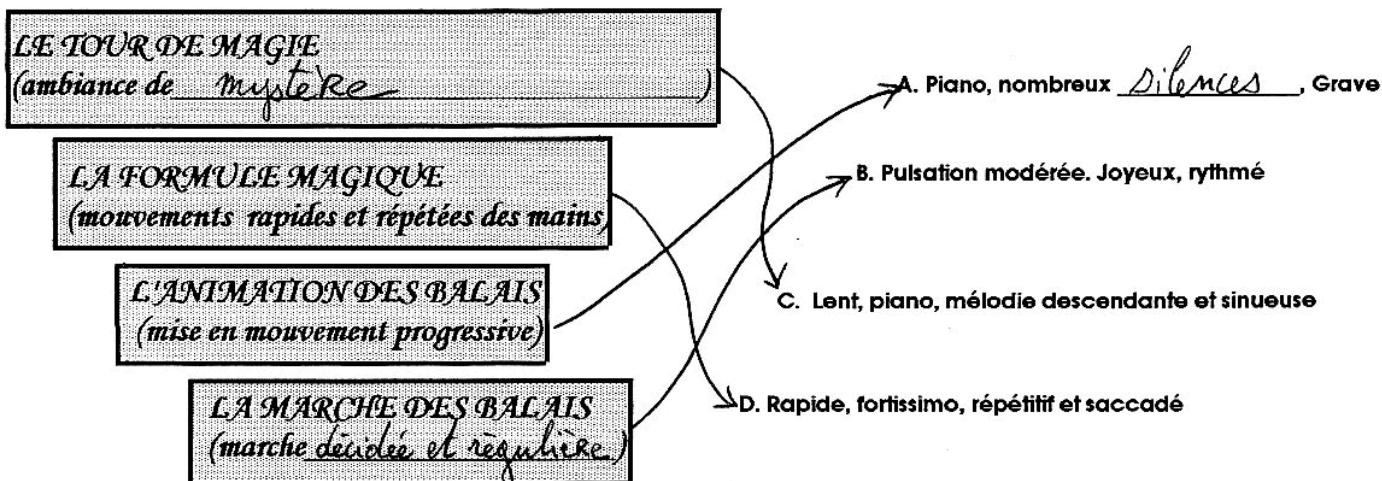 LE TOUR DE MAGIE
(ambiance de mystère)
A. Piano, nombreux silences, Grave
LA FORMULE MAGIQUE
(mouvements rapides et répétées des mains)
B. Pulsation modérée. Joyeux, rythmé
L'ANIMATION DES BALAIS
(mise en mouvement progressive)
C. Lent, piano, mélodie descendante et sinueuse
LA MARCHE DES BALAIS
(marche décidée et régulière)
D. Rapide, fortissimo, répétitif et saccadé